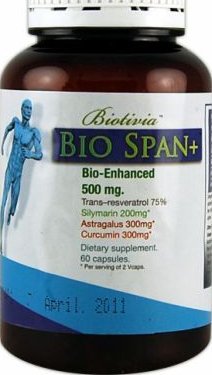 Biotivia™
BIO SPAN+
Bio-Enhanced
500 mg.
Trans-resveratrol 75%
Silymarin 200mg*
Astragalus 300mg*
Curcumin 300mg*
Dietary supplement.
60 capsules.
* Per serving of 2 Vcaps.
April. 2011